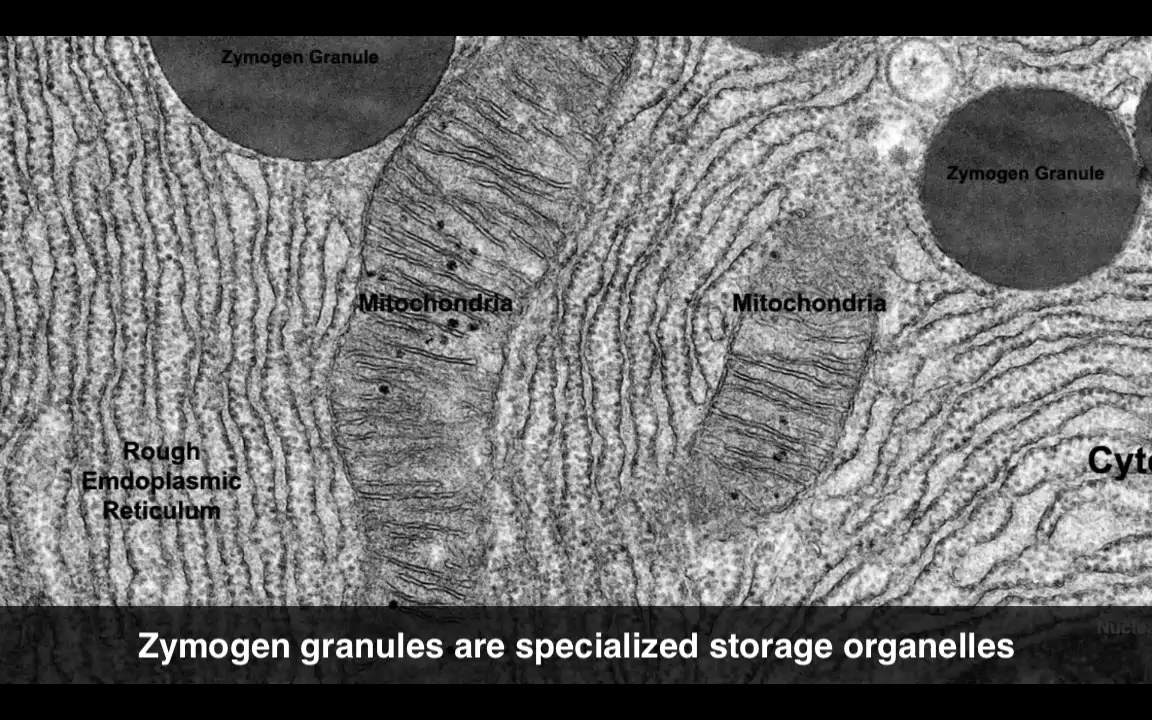 Zymogen Granule
Zymogen Granule
Mitochondria
Mitochondria
Rough
Emdoplasmic
Reticulum
Cyt
Zymogen granules are specialized storage organelles